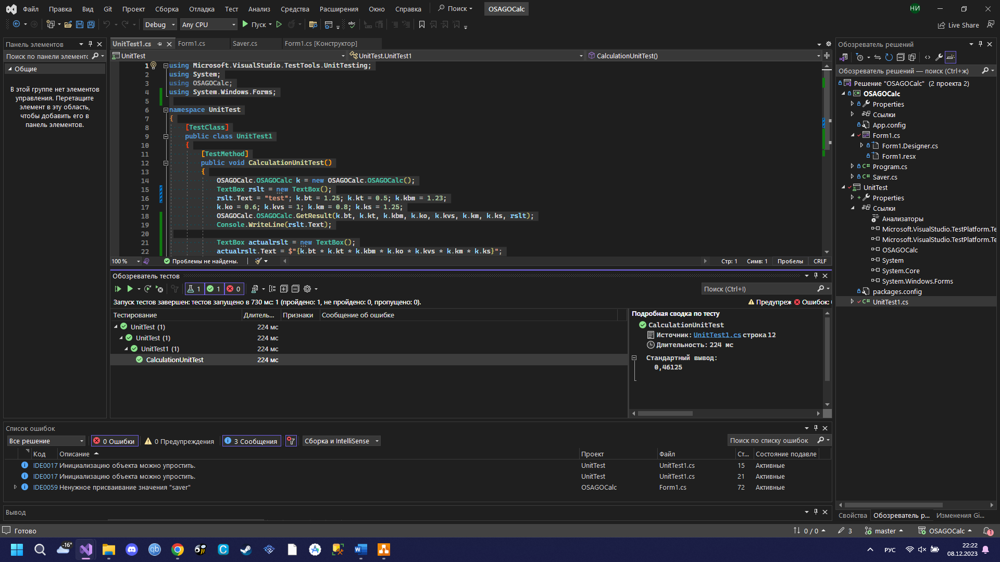 Файл Правка Вид Git Проект Сборка Отладка Тест Анализ Средства Расширения Окно Справка Поиск OSAGOCalc НИ
Debug Any CPU Пуск Live Share
Панель элементов
Поиск по панели элементс
Общие
В этой группе нет элементов
управления. Перетащите
элемент в эту область,
чтобы добавить его в
панель элементов.
UnitTest1.cs Form1.cs Saver.cs Form1.cs [Конструктор]
UnitTest UnitTest.UnitTest1 CalculationUnitTest()
1 using Microsoft.VisualStudio.TestTools.UnitTesting;
2 using System;
3 using OSAGOCalc;
4 using System.Windows.Forms;
5
6 namespace UnitTest
7 {
8 [TestClass]
9 public class UnitTest1
10 {
11 [TestMethod]
12 public void CalculationUnitTest()
13 {
14 OSAGOCalc.OSAGOCalc k = new OSAGOCalc.OSAGOCalc();
15 TextBox rslt = new TextBox();
16 rslt.Text = "test"; k.bt = 1.25; k.kt = 0.5; k.kbm = 1.23;
17 k.ko = 0.6; k.kvs = 1; k.km = 0.8; k.ks = 1.25;
18 OSAGOCalc.OSAGOCalc.GetResult(k.bt, k.kt, k.kbm, k.ko, k.kvs, k.km, k.ks, rslt);
19 Console.WriteLine(rslt.Text);
20
21 TextBox actualrslt = new TextBox();
22 actualrslt.Text = $"{k.bt * k.kt * k.kbm * k.ko * k.kvs * k.km * k.ks}";
100 % Проблемы не найдены. Стр: 1 Симв: 1 Пробелы CRLF
Обозреватель тестов
1 1 0 Поиск (Ctrl+I)
Запуск тестов завершен: тестов запущено в 730 мс: 1 (пройдено: 1, не пройдено: 0, пропущено: 0). Предупреж Ошибок:
Тестирование Длитель... Признаки Сообщение об ошибке
UnitTest (1) 224 мс
UnitTest (1) 224 мс
UnitTest1 (1) 224 мс
CalculationUnitTest 224 мс
Подробная сводка по тесту
CalculationUnitTest
Источник: UnitTest1.cs строка 12
Длительность: 224 мс
Стандартный вывод:
0,46125
Список ошибок
Все решение 0 Ошибки 0 Предупреждения 3 Сообщения Сборка и IntelliSense Поиск по списку ошибок
Код Описание Проект Файл Ст... Состояние подавле
IDE0017 Инициализацию объекта можно упростить. UnitTest UnitTest1.cs 15 Активные
IDE0017 Инициализацию объекта можно упростить. UnitTest UnitTest1.cs 21 Активные
IDE0059 Ненужное присваивание значения "saver" OSAGOCalc Form1.cs 72 Активные
Вывод
Обозреватель решений
Обозреватель решений — поиск (Ctrl+ж)
Решение "OSAGOCalc" (2 проекта 2)
C# OSAGOCalc
Properties
Ссылки
App.config
Form1.cs
Form1.Designer.cs
Form1.resx
C# Program.cs
C# Saver.cs
UnitTest
Properties
Ссылки
Анализаторы
Microsoft.VisualStudio.TestPlatform.Te
Microsoft.VisualStudio.TestPlatform.Te
OSAGOCalc
System
System.Core
System.Windows.Forms
packages.config
C# UnitTest1.cs
Свойства Обозреватель р... Изменения Gi...
Готово 0 / 0 3 master OSAGOCalc 1
-16° qb C W РУС 22:22
08.12.2023